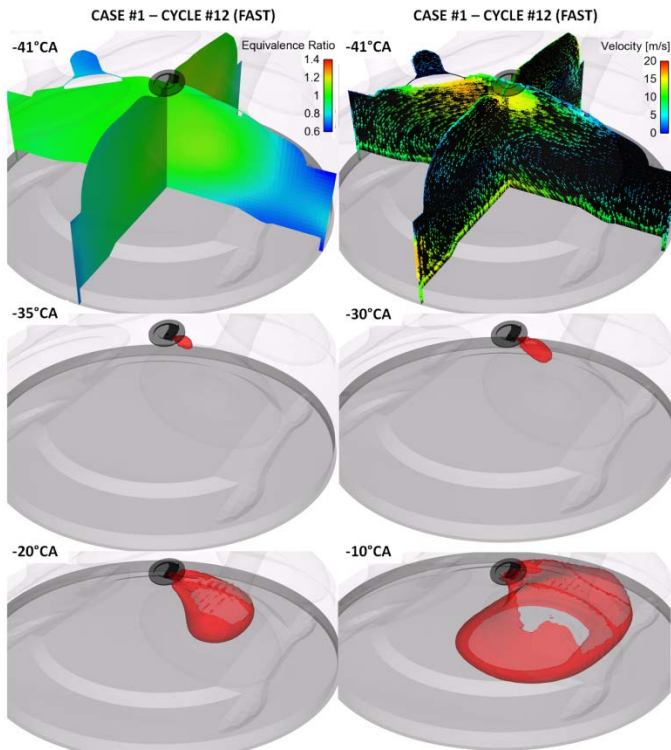 CASE #1 – CYCLE #12 (FAST)
CASE #1 – CYCLE #12 (FAST)
-41°CA
Equivalence Ratio
1.4
1.2
1
0.8
0.6
-41°CA
Velocity [m/s]
20
15
10
5
0
-35°CA
-30°CA
-20°CA
-10°CA